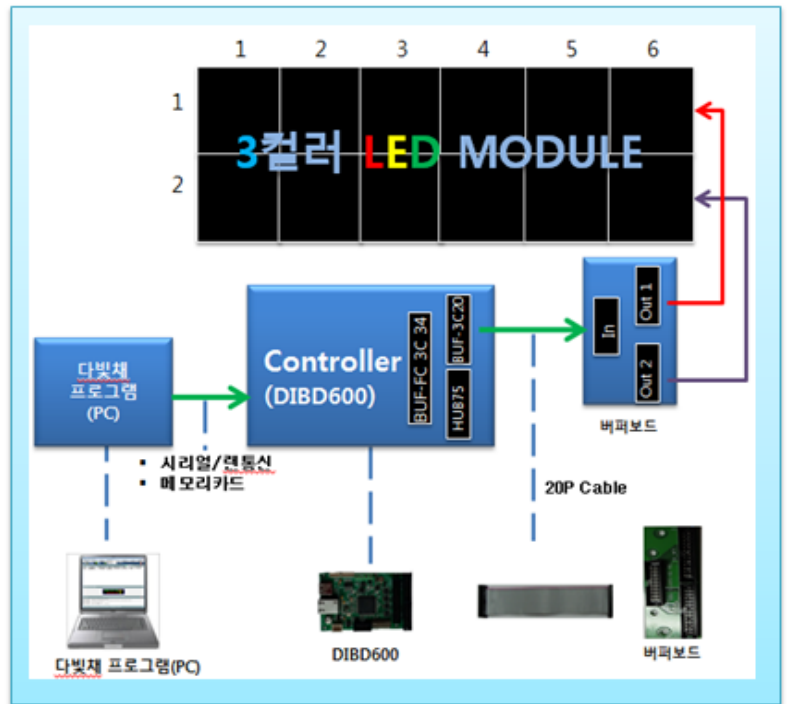 1 2 3 4 5 6
1
3컬러 LED MODULE
2
다빛채
프로그램
(PC)
Controller
(DIBD600)
BUF-FC 3C 34
BUF-3C20
HUB75
In
Out 1
Out 2
버퍼보드
▪ 시리얼/랜통신
▪ 메모리카드
20P Cable
다빛채 프로그램(PC)
DIBD600
버퍼보드